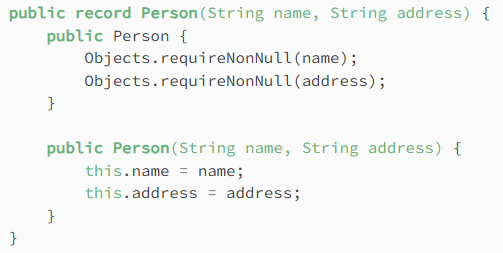 public record Person(String name, String address) {
    public Person {
        Objects.requireNonNull(name);
        Objects.requireNonNull(address);
    }

    public Person(String name, String address) {
        this.name = name;
        this.address = address;
    }
}